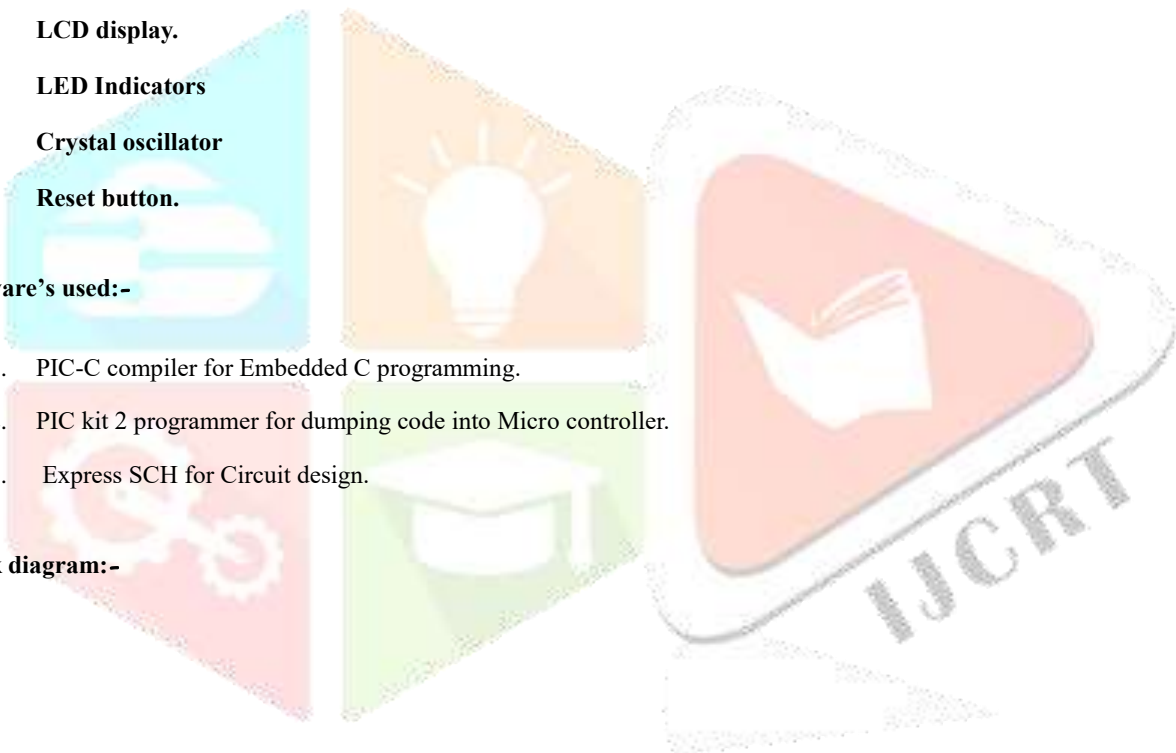 LCD display.
LED Indicators
Crystal oscillator
Reset button.
ware's used:-
. PIC-C compiler for Embedded C programming.
. PIC kit 2 programmer for dumping code into Micro controller.
. Express SCH for Circuit design.
diagram:-
IJCRT